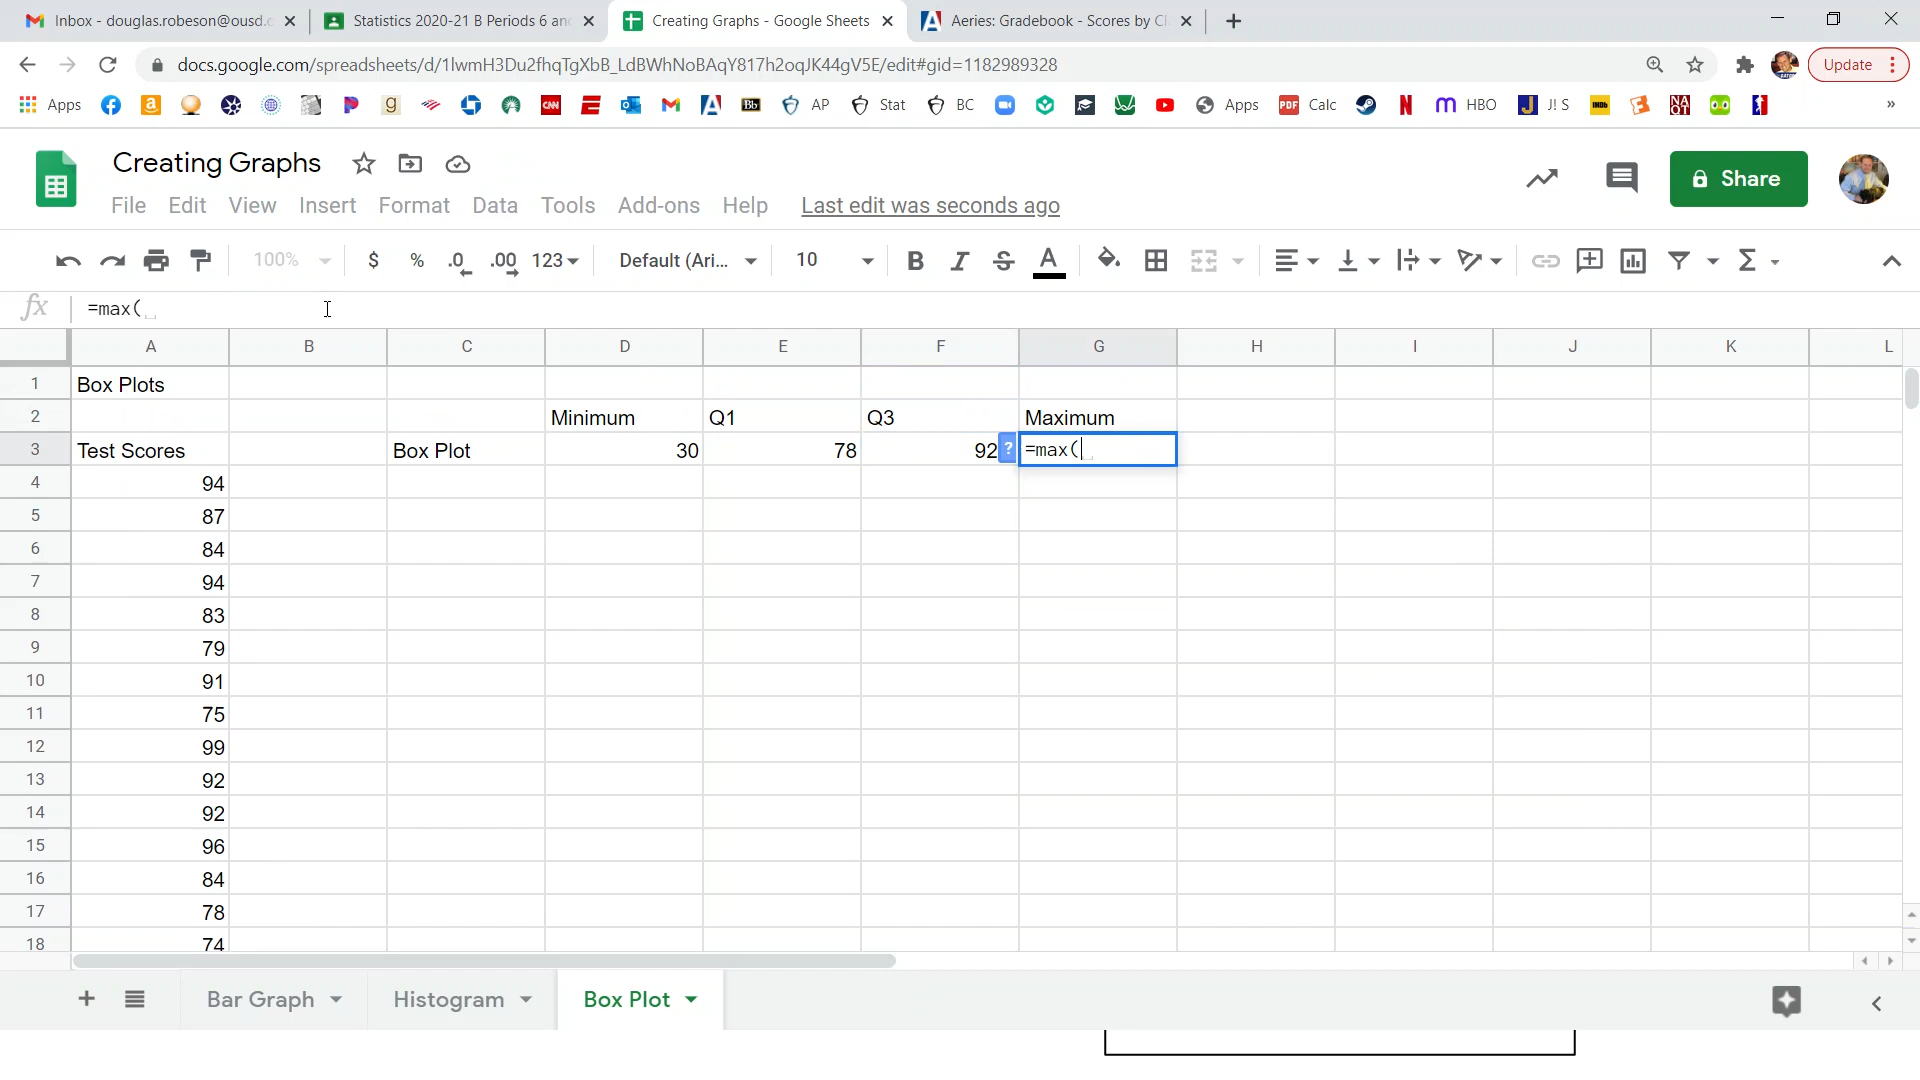 Inbox - douglas.robeson@ousd.c
Statistics 2020-21 B Periods 6 an
Creating Graphs - Google Sheets
Aeries: Gradebook - Scores by Cl
docs.google.com/spreadsheets/d/1lwmH3Du2fhqTgXbB_LdBWhNoBAqY817h2oqJK44gV5E/edit#gid=1182989328
Update
Apps
CNN
Bb
AP
Stat
BC
Apps
PDF Calc
HBO
J! S
IMDb
Creating Graphs
Share
File Edit View Insert Format Data Tools Add-ons Help Last edit was seconds ago
100% $ % .0 .00 123 Default (Ari... 10 B I S A
fx =max(
A B C D E F G H I J K L
1 Box Plots
2 Minimum Q1 Q3 Maximum
3 Test Scores Box Plot 30 78 92 ? =max(
4 94
5 87
6 84
7 94
8 83
9 79
10 91
11 75
12 99
13 92
14 92
15 96
16 84
17 78
18 74
Bar Graph Histogram Box Plot